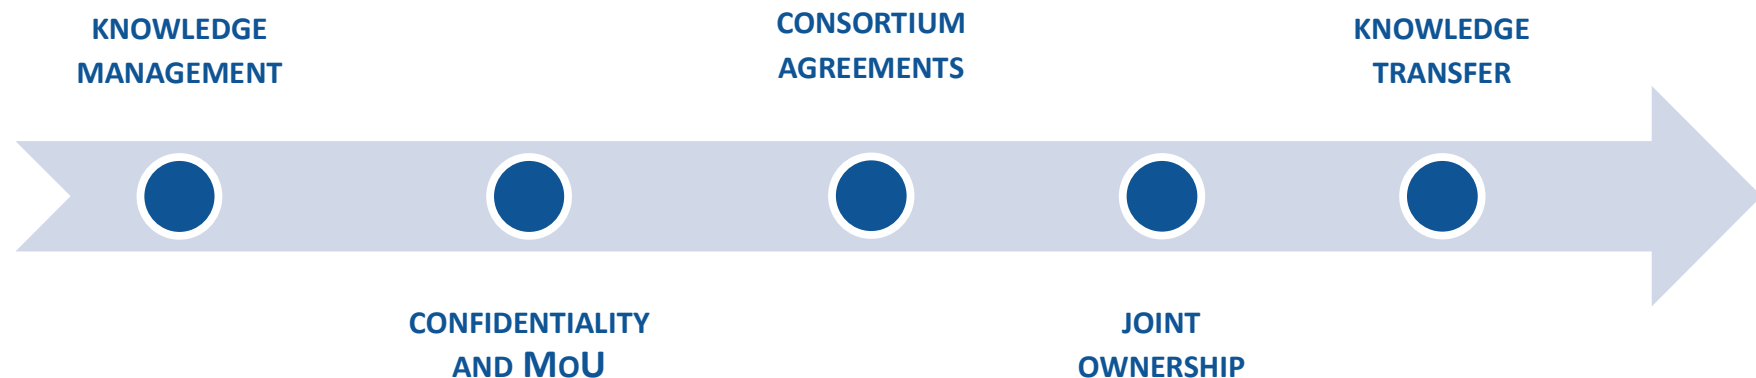 KNOWLEDGE
MANAGEMENT
CONFIDENTIALITY
AND MOU
CONSORTIUM
AGREEMENTS
JOINT
OWNERSHIP
KNOWLEDGE
TRANSFER